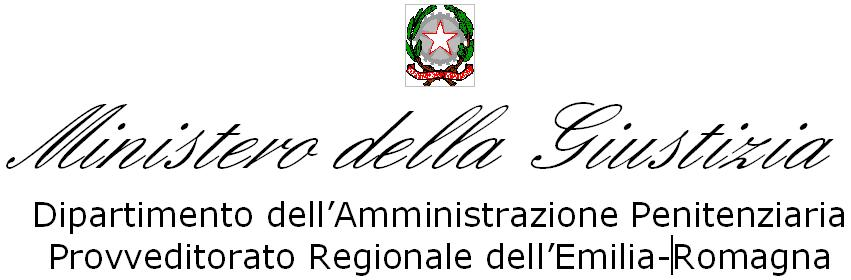 Ministero della Giustizia
Dipartimento dell'Amministrazione Penitenziaria
Provveditorato Regionale dell'Emilia-Romagna